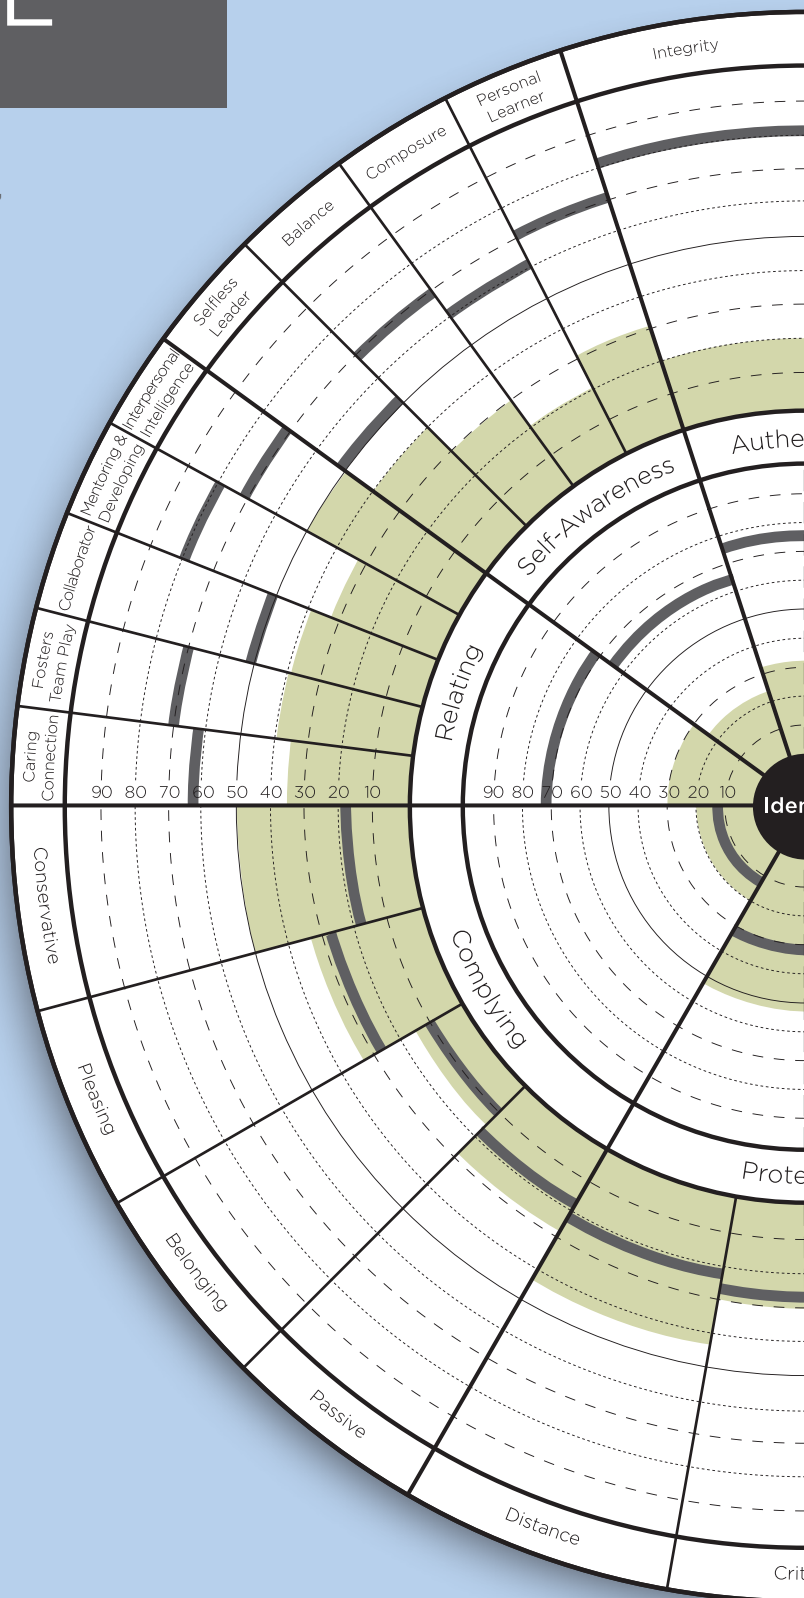 Integrity
Personal
Learner
Composure
Balance
Selfless
Leader
Interpersonal
Intelligence
Mentoring &
Developing
Collaborator
Fosters
Team Play
Caring
Connection
Authe
Self-Awareness
Relating
90 80 70 60 50 40 30 20 10
90 80 70 60 50 40 30 20 10
Iden
Conservative
Complying
Pleasing
Belonging
Passive
Prote
Distance
Crit